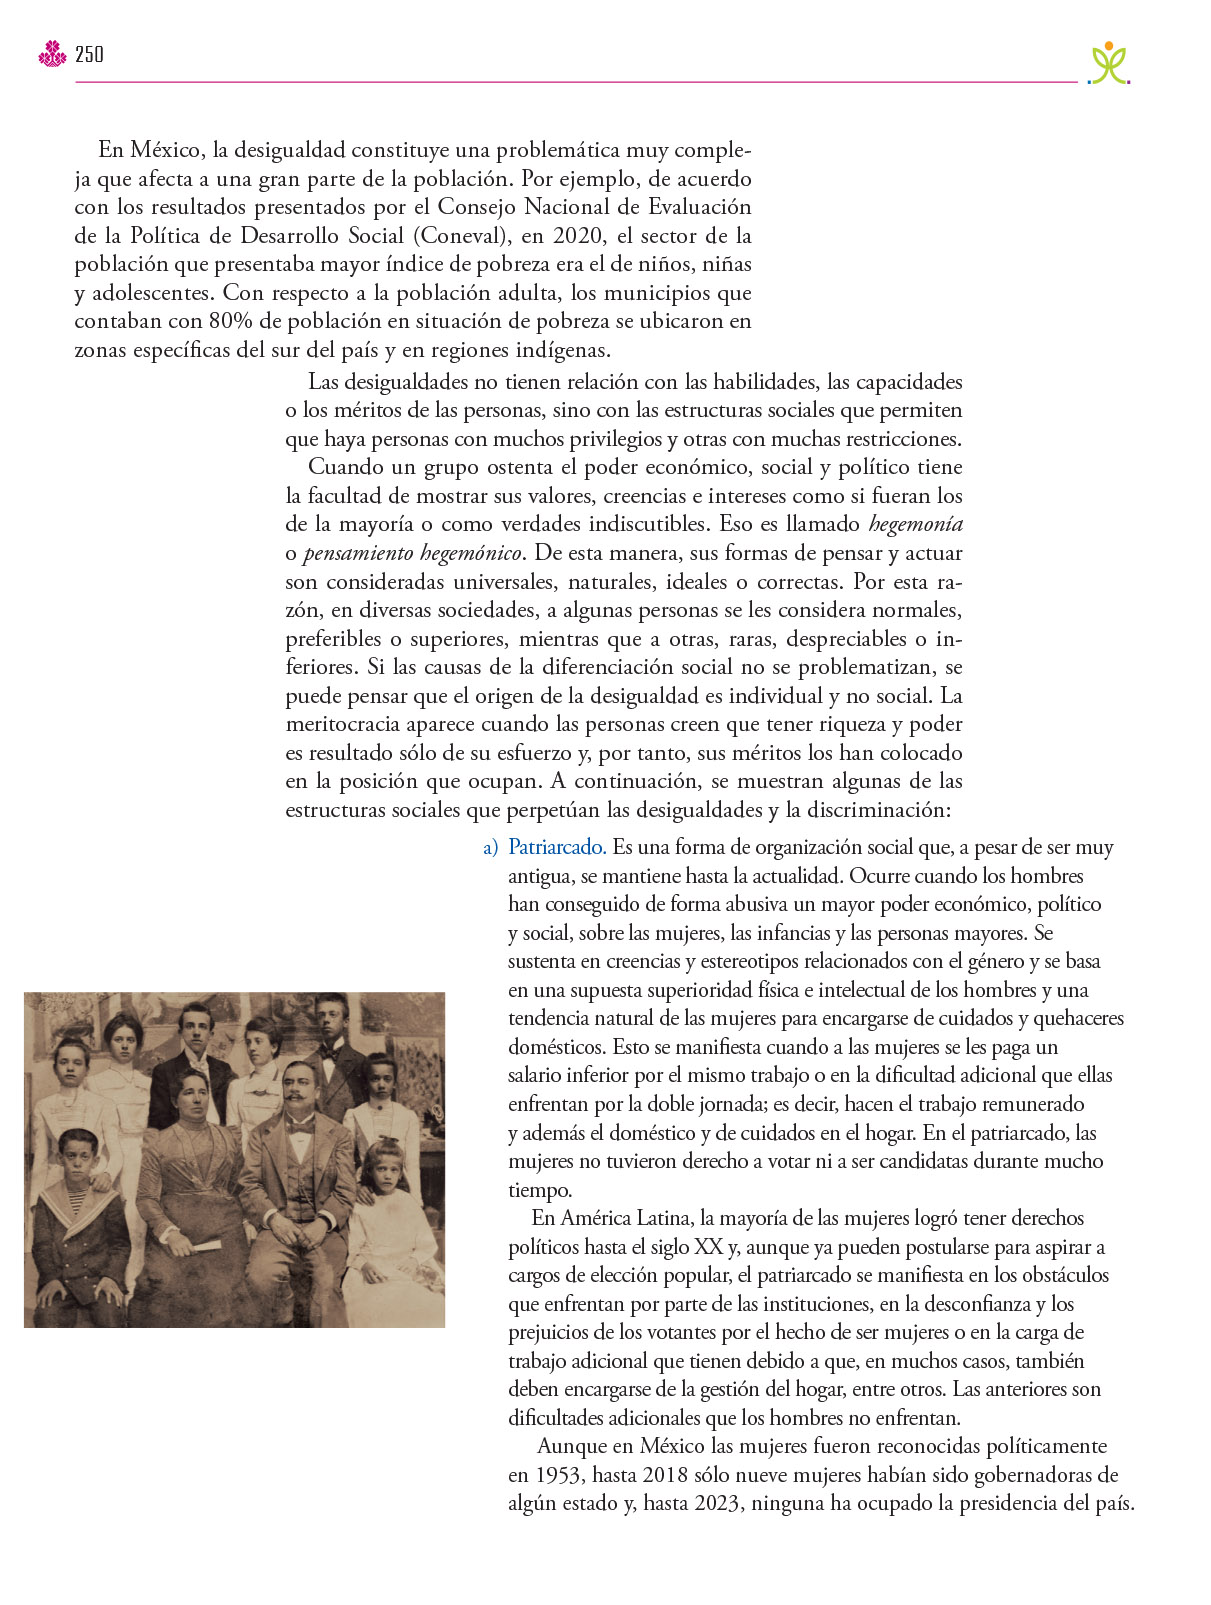 250
En México, la desigualdad constituye una problemática muy comple-
ja que afecta a una gran parte de la población. Por ejemplo, de acuerdo
con los resultados presentados por el Consejo Nacional de Evaluación
de la Política de Desarrollo Social (Coneval), en 2020, el sector de la
población que presentaba mayor índice de pobreza era el de niños, niñas
y adolescentes. Con respecto a la población adulta, los municipios que
contaban con 80% de población en situación de pobreza se ubicaron en
zonas específicas del sur del país y en regiones indígenas.
Las desigualdades no tienen relación con las habilidades, las capacidades
o los méritos de las personas, sino con las estructuras sociales que permiten
que haya personas con muchos privilegios y otras con muchas restricciones.
Cuando un grupo ostenta el poder económico, social y político tiene
la facultad de mostrar sus valores, creencias e intereses como si fueran los
de la mayoría o como verdades indiscutibles. Eso es llamado hegemonía
o pensamiento hegemónico. De esta manera, sus formas de pensar y actuar
son consideradas universales, naturales, ideales o correctas. Por esta ra-
zón, en diversas sociedades, a algunas personas se les considera normales,
preferibles o superiores, mientras que a otras, raras, despreciables o in-
feriores. Si las causas de la diferenciación social no se problematizan, se
puede pensar que el origen de la desigualdad es individual y no social. La
meritocracia aparece cuando las personas creen que tener riqueza y poder
es resultado sólo de su esfuerzo y, por tanto, sus méritos los han colocado
en la posición que ocupan. A continuación, se muestran algunas de las
estructuras sociales que perpetúan las desigualdades y la discriminación:
a) Patriarcado. Es una forma de organización social que, a pesar de ser muy
antigua, se mantiene hasta la actualidad. Ocurre cuando los hombres
han conseguido de forma abusiva un mayor poder económico, político
y social, sobre las mujeres, las infancias y las personas mayores. Se
sustenta en creencias y estereotipos relacionados con el género y se basa
en una supuesta superioridad física e intelectual de los hombres y una
tendencia natural de las mujeres para encargarse de cuidados y quehaceres
domésticos. Esto se manifiesta cuando a las mujeres se les paga un
salario inferior por el mismo trabajo o en la dificultad adicional que ellas
enfrentan por la doble jornada; es decir, hacen el trabajo remunerado
y además el doméstico y de cuidados en el hogar. En el patriarcado, las
mujeres no tuvieron derecho a votar ni a ser candidatas durante mucho
tiempo.
En América Latina, la mayoría de las mujeres logró tener derechos
políticos hasta el siglo XX y, aunque ya pueden postularse para aspirar a
cargos de elección popular, el patriarcado se manifiesta en los obstáculos
que enfrentan por parte de las instituciones, en la desconfianza y los
prejuicios de los votantes por el hecho de ser mujeres o en la carga de
trabajo adicional que tienen debido a que, en muchos casos, también
deben encargarse de la gestión del hogar, entre otros. Las anteriores son
dificultades adicionales que los hombres no enfrentan.
Aunque en México las mujeres fueron reconocidas políticamente
en 1953, hasta 2018 sólo nueve mujeres habían sido gobernadoras de
algún estado y, hasta 2023, ninguna ha ocupado la presidencia del país.